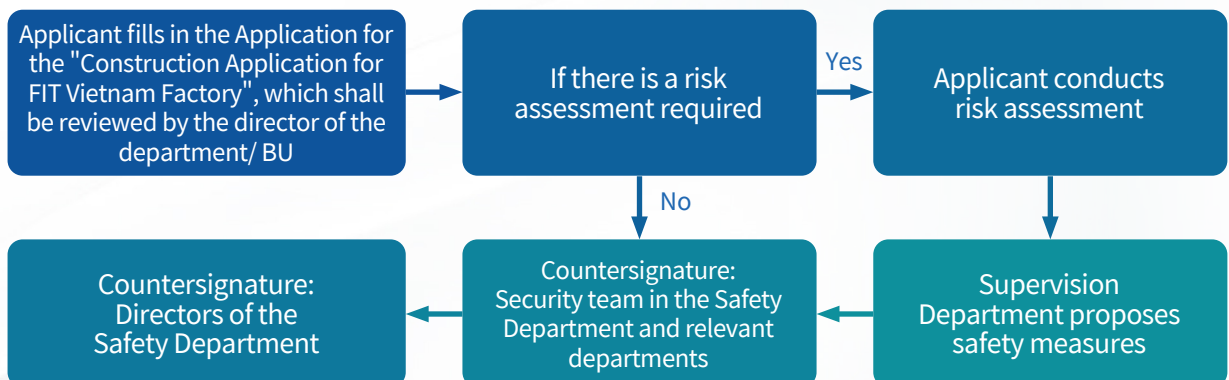 Applicant fills in the Application for
the "Construction Application for
FIT Vietnam Factory", which shall
be reviewed by the director of the
department/ BU
If there is a risk
assessment required
Yes
Applicant conducts
risk assessment
No
Countersignature:
Directors of the
Safety Department
Countersignature:
Security team in the Safety
Department and relevant
departments
Supervision
Department proposes
safety measures